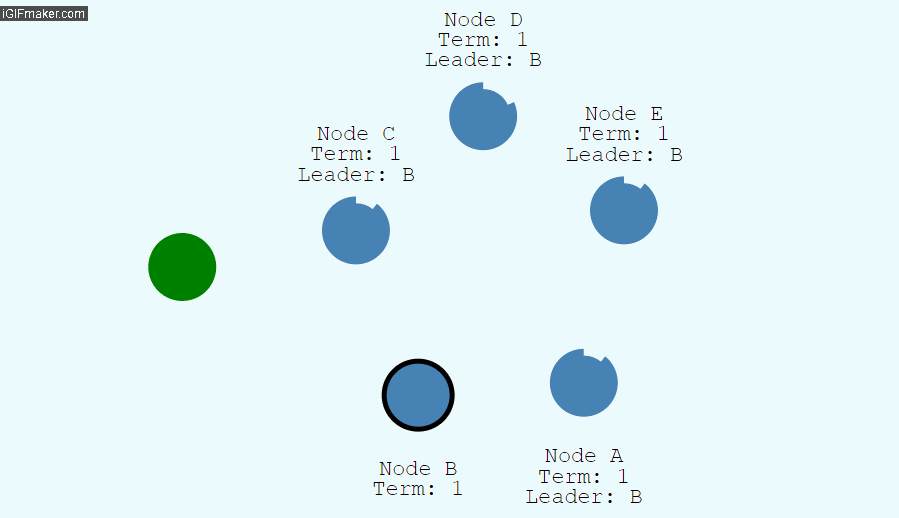 iGIFmaker.com
Node D
Term: 1
Leader: B
Node E
Term: 1
Leader: B
Node C
Term: 1
Leader: B
Node B
Term: 1
Node A
Term: 1
Leader: B